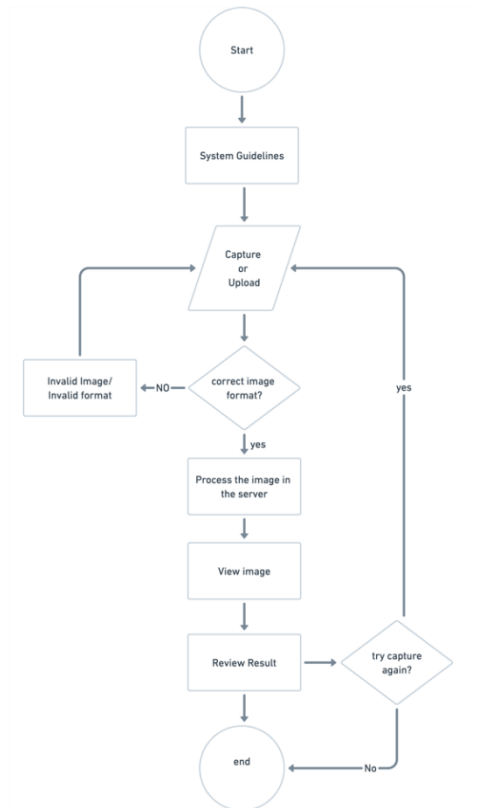 Start
System Guidelines
Capture
or
Upload
Invalid Image/
Invalid format
NO
correct image
format?
yes
yes
Process the image in
the server
View image
Review Result
try capture
again?
end
No